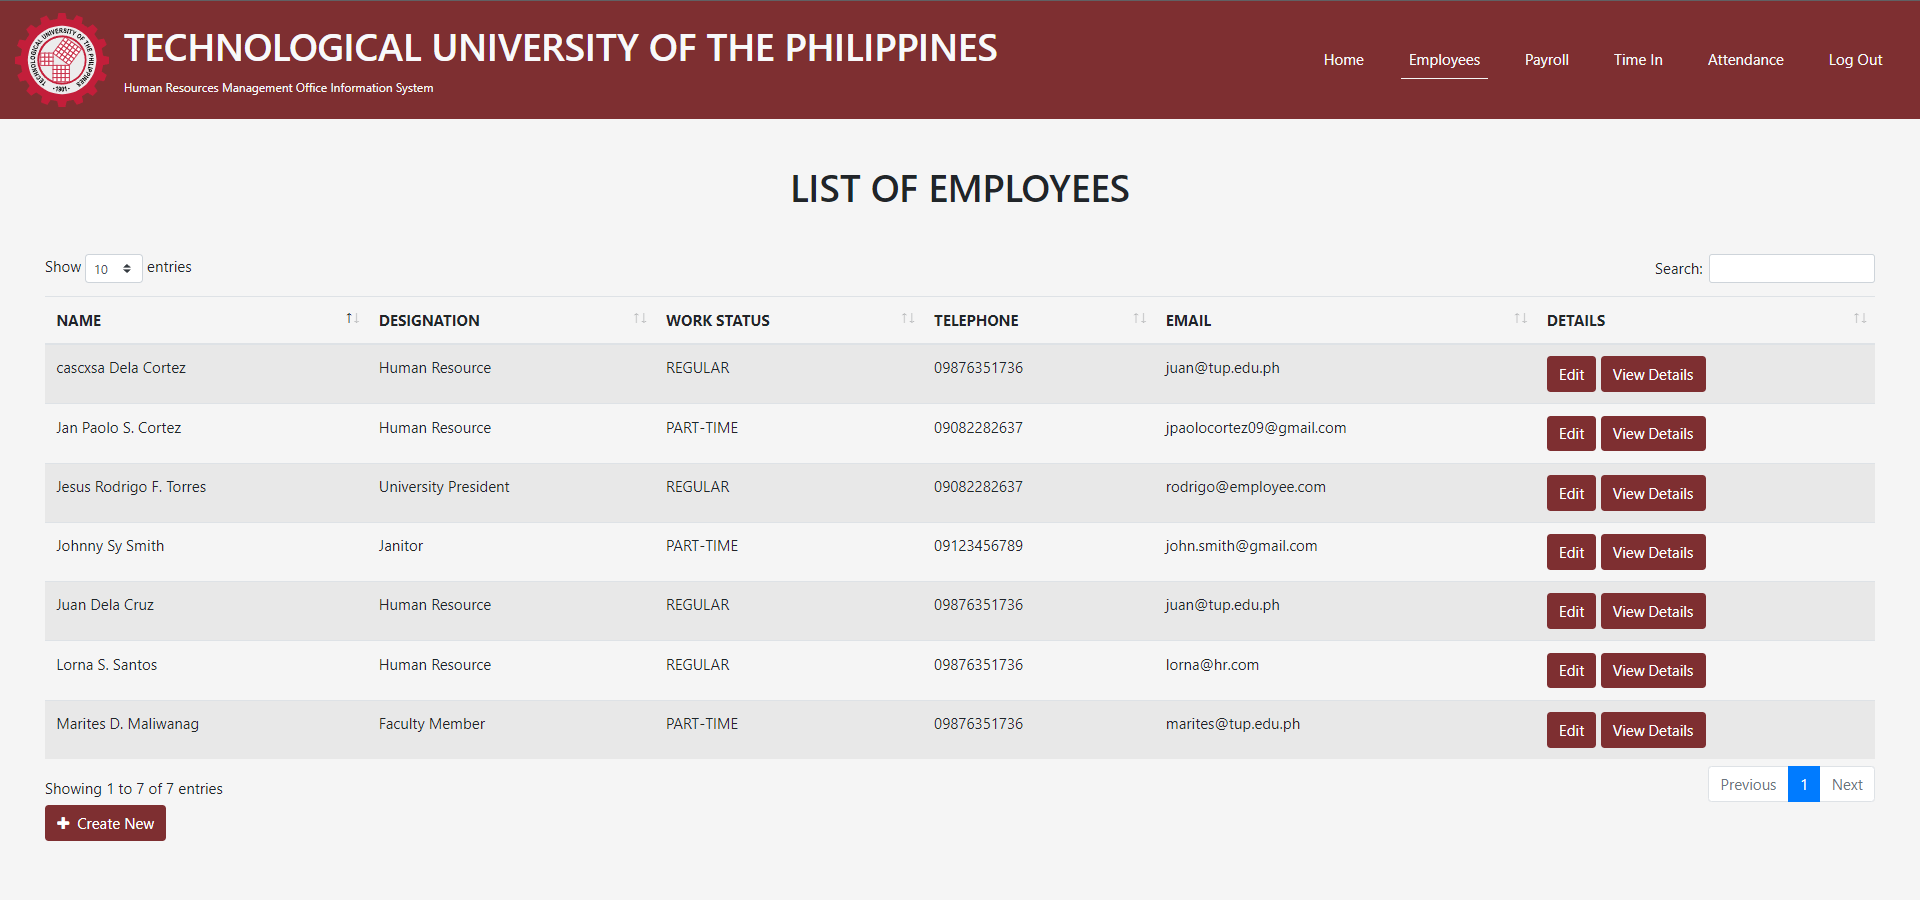 TECHNOLOGICAL UNIVERSITY OF THE PHILIPPINES
TECHNOLOGICAL UNIVERSITY OF THE PHILIPPINES
-1901-
Human Resources Management Office Information System
Home Employees Payroll Time In Attendance Log Out
LIST OF EMPLOYEES
Show 10 entries Search:
NAME DESIGNATION WORK STATUS TELEPHONE EMAIL DETAILS
cascxsa Dela Cortez Human Resource REGULAR 09876351736 juan@tup.edu.ph Edit View Details
Jan Paolo S. Cortez Human Resource PART-TIME 09082282637 jpaolocortez09@gmail.com Edit View Details
Jesus Rodrigo F. Torres University President REGULAR 09082282637 rodrigo@employee.com Edit View Details
Johnny Sy Smith Janitor PART-TIME 09123456789 john.smith@gmail.com Edit View Details
Juan Dela Cruz Human Resource REGULAR 09876351736 juan@tup.edu.ph Edit View Details
Lorna S. Santos Human Resource REGULAR 09876351736 lorna@hr.com Edit View Details
Marites D. Maliwanag Faculty Member PART-TIME 09876351736 marites@tup.edu.ph Edit View Details
Showing 1 to 7 of 7 entries Previous 1 Next
Create New